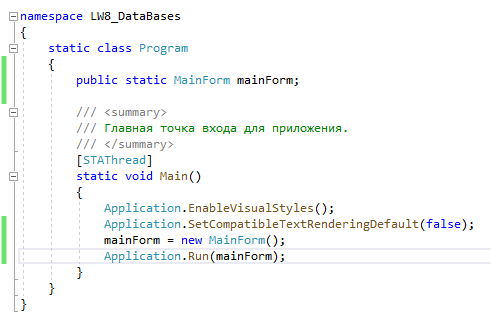 namespace LW8_DataBases
{
    static class Program
    {
        public static MainForm mainForm;

        /// <summary>
        /// Главная точка входа для приложения.
        /// </summary>
        [STAThread]
        static void Main()
        {
            Application.EnableVisualStyles();
            Application.SetCompatibleTextRenderingDefault(false);
            mainForm = new MainForm();
            Application.Run(mainForm);
        }
    }
}